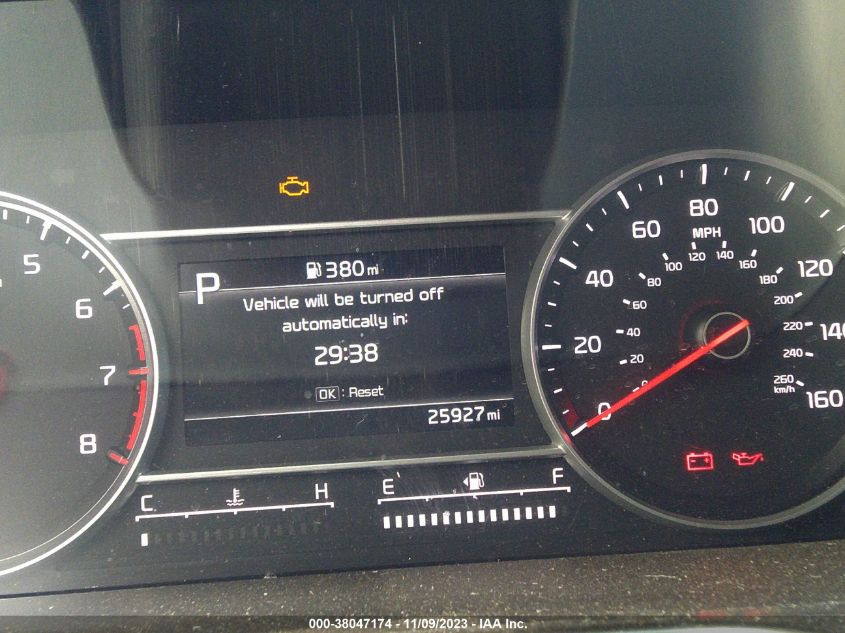 380 mi
P
Vehicle will be turned off
automatically in:
29:38
OK : Reset
25927 mi
5
6
7
8
C H
E F
MPH
0 20 40 60 80 100 120 140 160
0 20 40 60 80 100 120 140 160 180 200 220 240 260
km/h
000-38047174 - 11/09/2023 - IAA Inc.